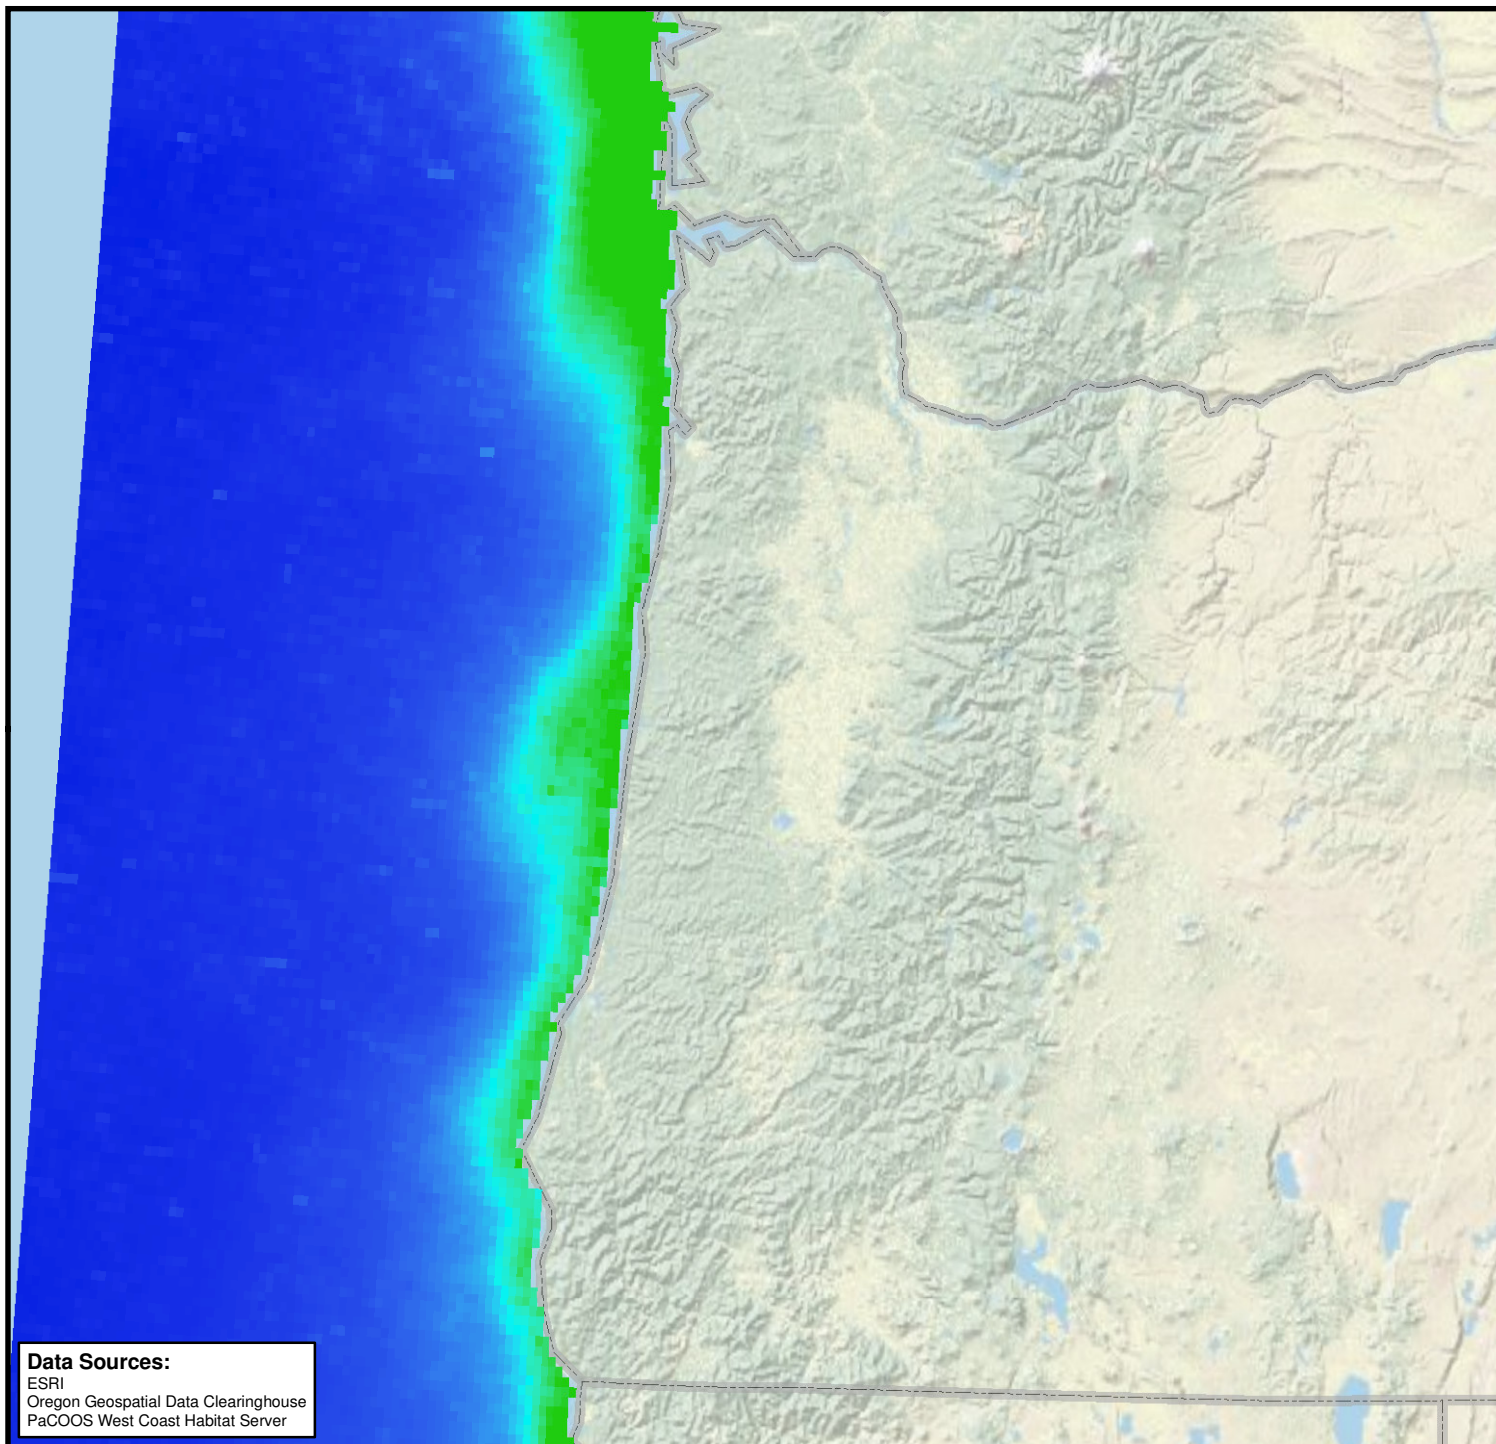 Data Sources:
ESRI
Oregon Geospatial Data Clearinghouse
PaCOOS West Coast Habitat Server